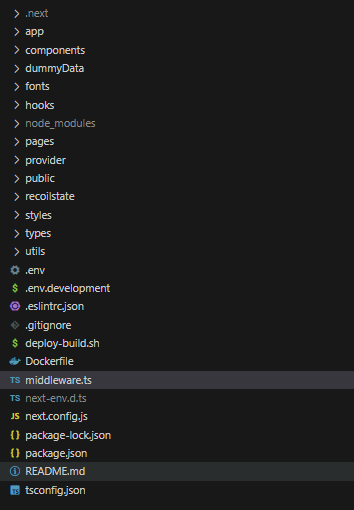 .next
app
components
dummyData
fonts
hooks
node_modules
pages
provider
public
recoilstate
styles
types
utils
.env
$ .env.development
.eslintrc.json
.gitignore
$ deploy-build.sh
Dockerfile
TS middleware.ts
TS next-env.d.ts
JS next.config.js
{ } package-lock.json
{ } package.json
README.md
TS tsconfig.json